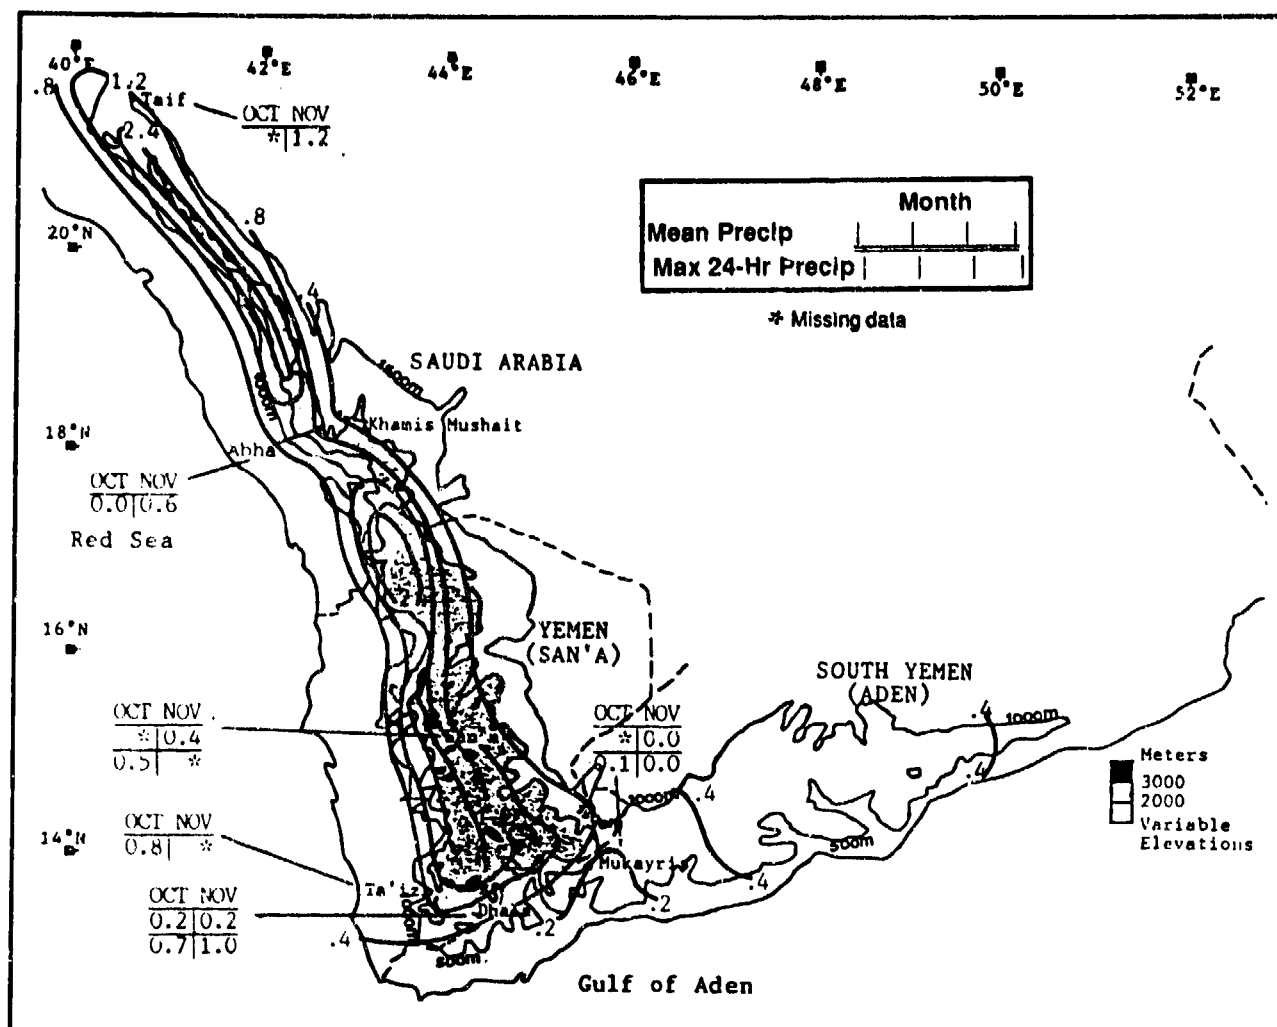 40°E
42°E
44°E
46°E
48°E
50°E
52°E
.8
1.2
Taif
OCT NOV
*|1.2
2.4
.8
Month
Mean Precip
Max 24-Hr Precip
* Missing data
20°N
.4
SAUDI ARABIA
1500m
1000m
Khamis Mushait
18°N
Abha
OCT NOV
0.0|0.6
Red Sea
16°N
YEMEN
(SAN'A)
SOUTH YEMEN
(ADEN)
OCT NOV
*|0.4
0.5|*
OCT NOV
*|0.0
0.1|0.0
.4
1000m
.4
Meters
3000
2000
Variable
Elevations
1000m
.4
14°N
OCT NOV
0.8|*
500m
Mukayris
.4
Ta'iz
OCT NOV
0.2|0.2
0.7|1.0
1000m
.2
.2
.4
500m
Gulf of Aden